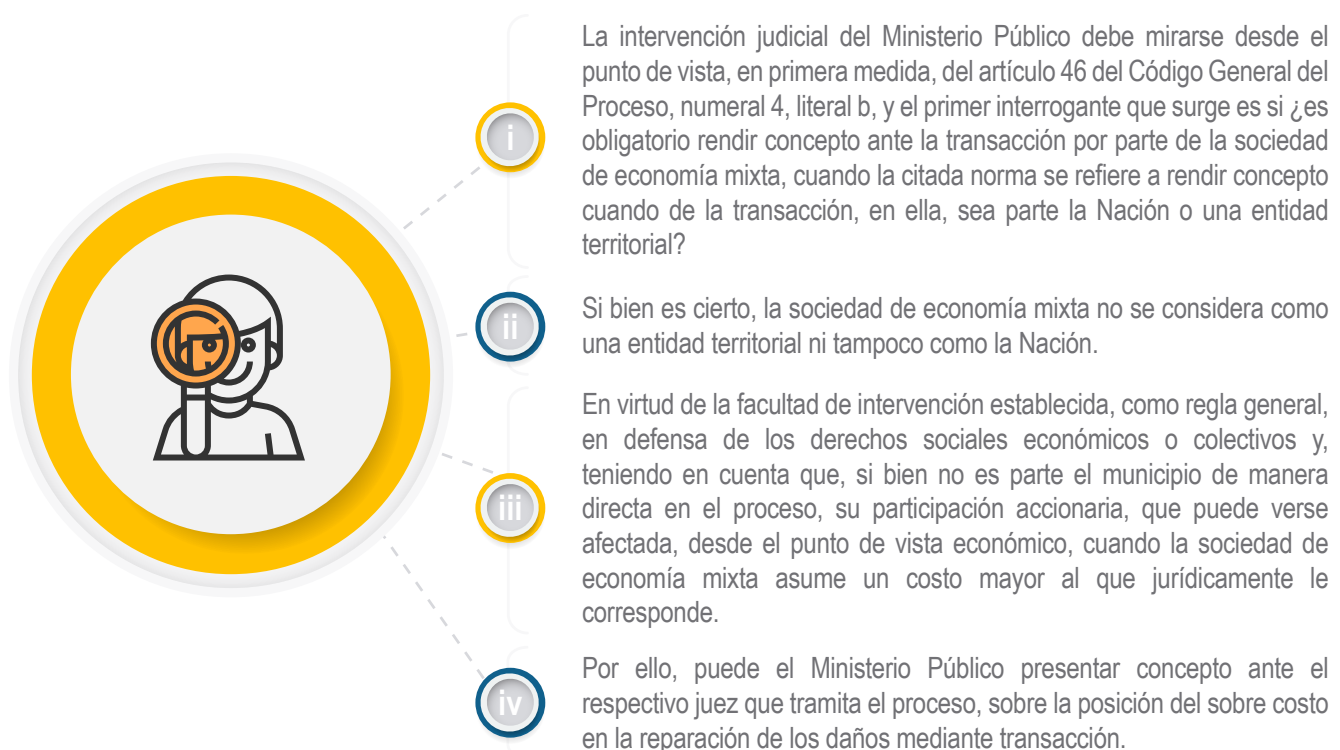 i
La intervención judicial del Ministerio Público debe mirarse desde el
punto de vista, en primera medida, del artículo 46 del Código General del
Proceso, numeral 4, literal b, y el primer interrogante que surge es si ¿es
obligatorio rendir concepto ante la transacción por parte de la sociedad
de economía mixta, cuando la citada norma se refiere a rendir concepto
cuando de la transacción, en ella, sea parte la Nación o una entidad
territorial?
ii
Si bien es cierto, la sociedad de economía mixta no se considera como
una entidad territorial ni tampoco como la Nación.
iii
En virtud de la facultad de intervención establecida, como regla general,
en defensa de los derechos sociales económicos o colectivos y,
teniendo en cuenta que, si bien no es parte el municipio de manera
directa en el proceso, su participación accionaria, que puede verse
afectada, desde el punto de vista económico, cuando la sociedad de
economía mixta asume un costo mayor al que jurídicamente le
corresponde.
iv
Por ello, puede el Ministerio Público presentar concepto ante el
respectivo juez que tramita el proceso, sobre la posición del sobre costo
en la reparación de los daños mediante transacción.